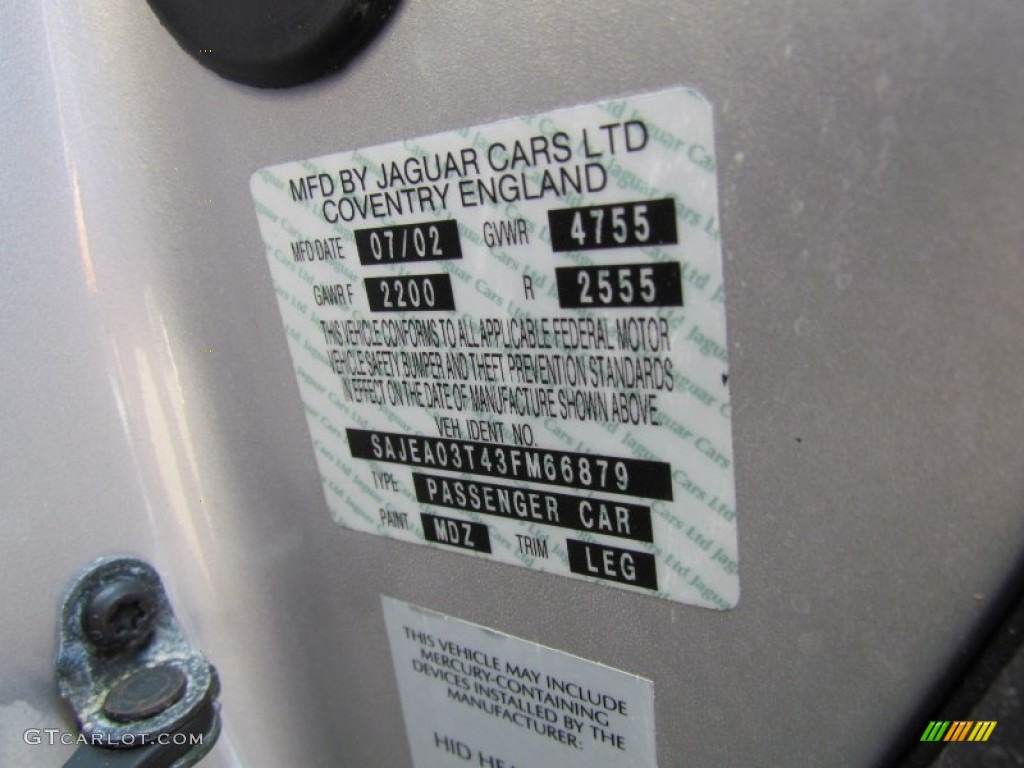 MFD BY JAGUAR CARS LTD
COVENTRY ENGLAND
MFD DATE 07/02 GVWR 4755
GAWR F 2200 R 2555
THIS VEHICLE CONFORMS TO ALL APPLICABLE FEDERAL MOTOR
VEHICLE SAFETY BUMPER AND THEFT PREVENTION STANDARDS
IN EFFECT ON THE DATE OF MANUFACTURE SHOWN ABOVE.
VEH IDENT NO.
SAJEA03T43FM66879
TYPE PASSENGER CAR
PAINT MDZ TRIM LEG
THIS VEHICLE MAY INCLUDE
MERCURY-CONTAINING
DEVICES INSTALLED BY THE
MANUFACTURER:
HID
GTCarlot.com